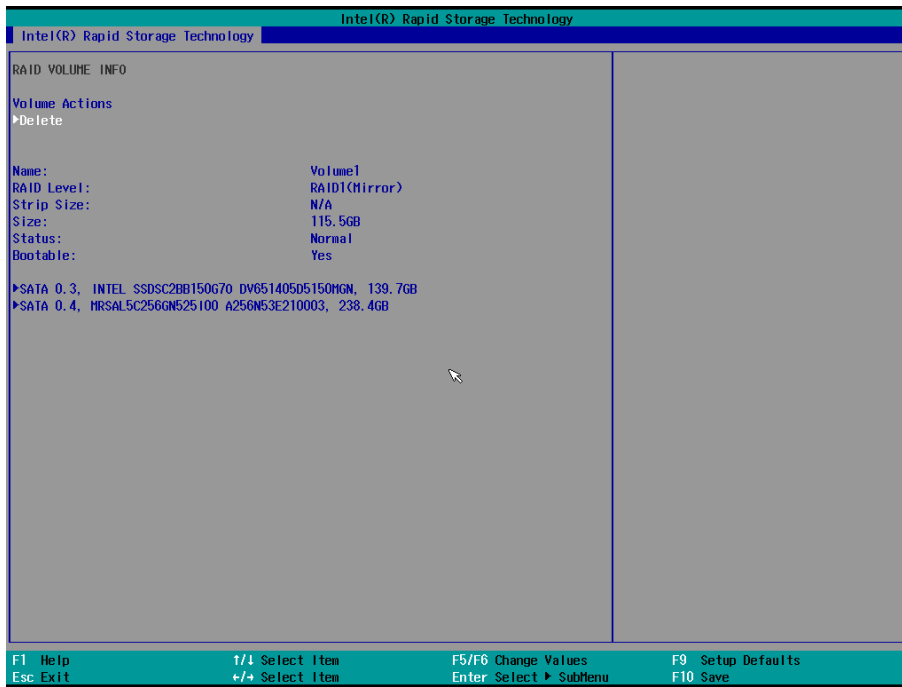 Intel(R) Rapid Storage Technology
Intel(R) Rapid Storage Technology
RAID VOLUME INFO
Volume Actions
▶Delete
Name: Volume1
RAID Level: RAID1(Mirror)
Strip Size: N/A
Size: 115.5GB
Status: Normal
Bootable: Yes
▶SATA 0.3, INTEL SSDSC2BB150G70 DV651405D5150MGN, 139.7GB
▶SATA 0.4, MRSAL5C256GN525I00 A256N53E210003, 238.4GB
F1 Help ↑/↓ Select Item F5/F6 Change Values F9 Setup Defaults
Esc Exit ←/→ Select Item Enter Select ▶ SubMenu F10 Save